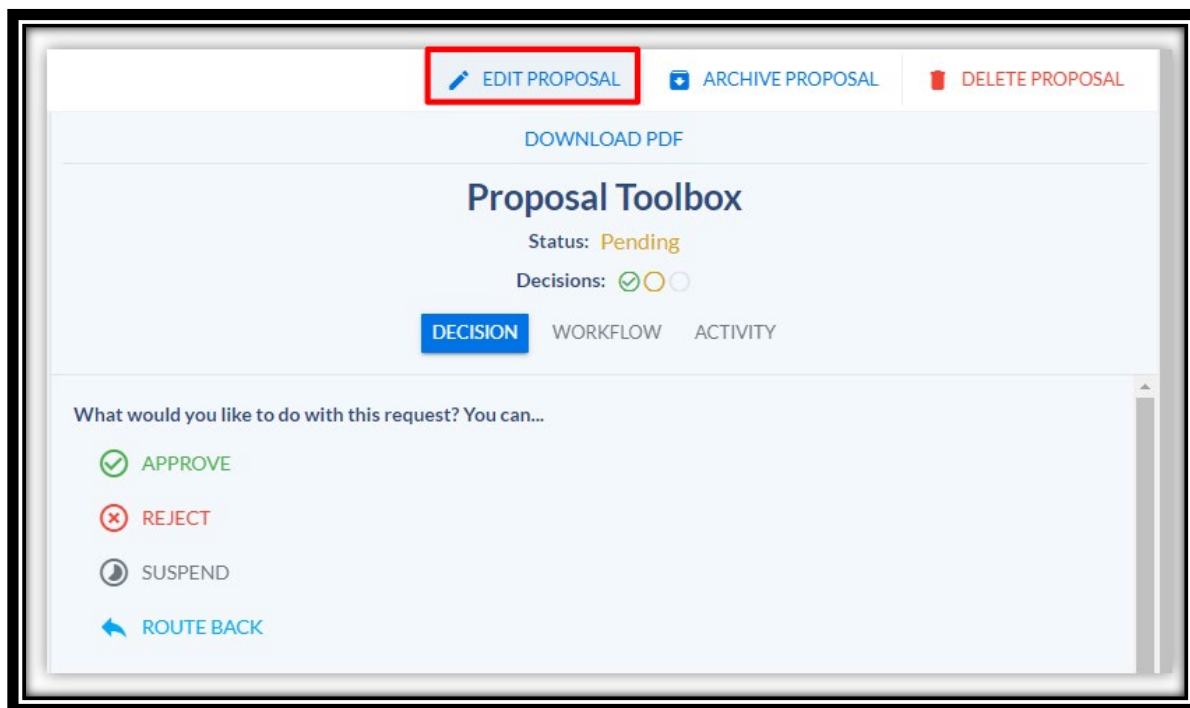 EDIT PROPOSAL ARCHIVE PROPOSAL DELETE PROPOSAL
DOWNLOAD PDF
Proposal Toolbox
Status: Pending
Decisions:
DECISION WORKFLOW ACTIVITY
What would you like to do with this request? You can...
APPROVE
REJECT
SUSPEND
ROUTE BACK